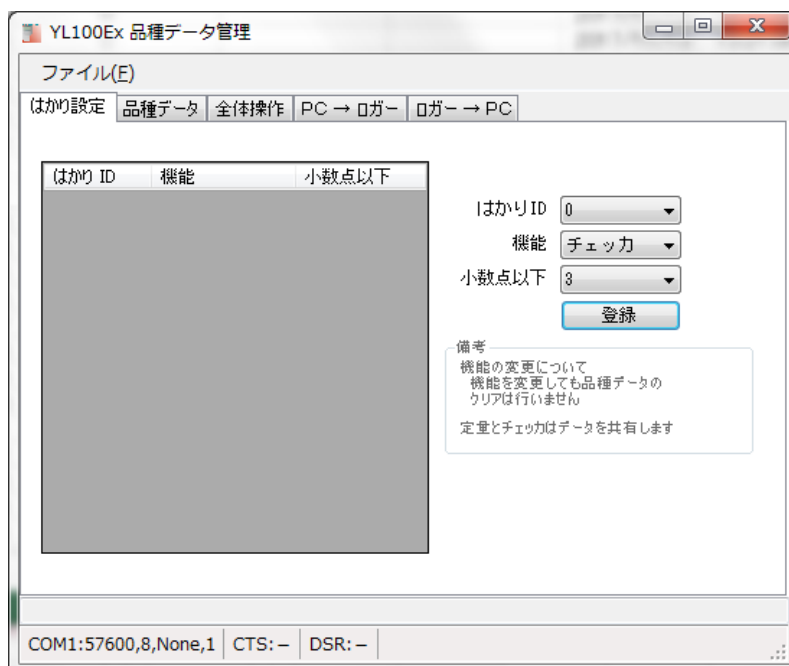 YL100Ex 品種データ管理
ファイル(F)
はかり設定 品種データ 全体操作 PC → ロガー ロガー → PC
はかり ID 機能 小数点以下
はかりID 0
機能 チェッカ
小数点以下 3
登録
備考
機能の変更について
機能を変更しても品種データの
クリアは行いません
定量とチェッカはデータを共有します
COM1:57600,8,None,1 CTS:− DSR:−